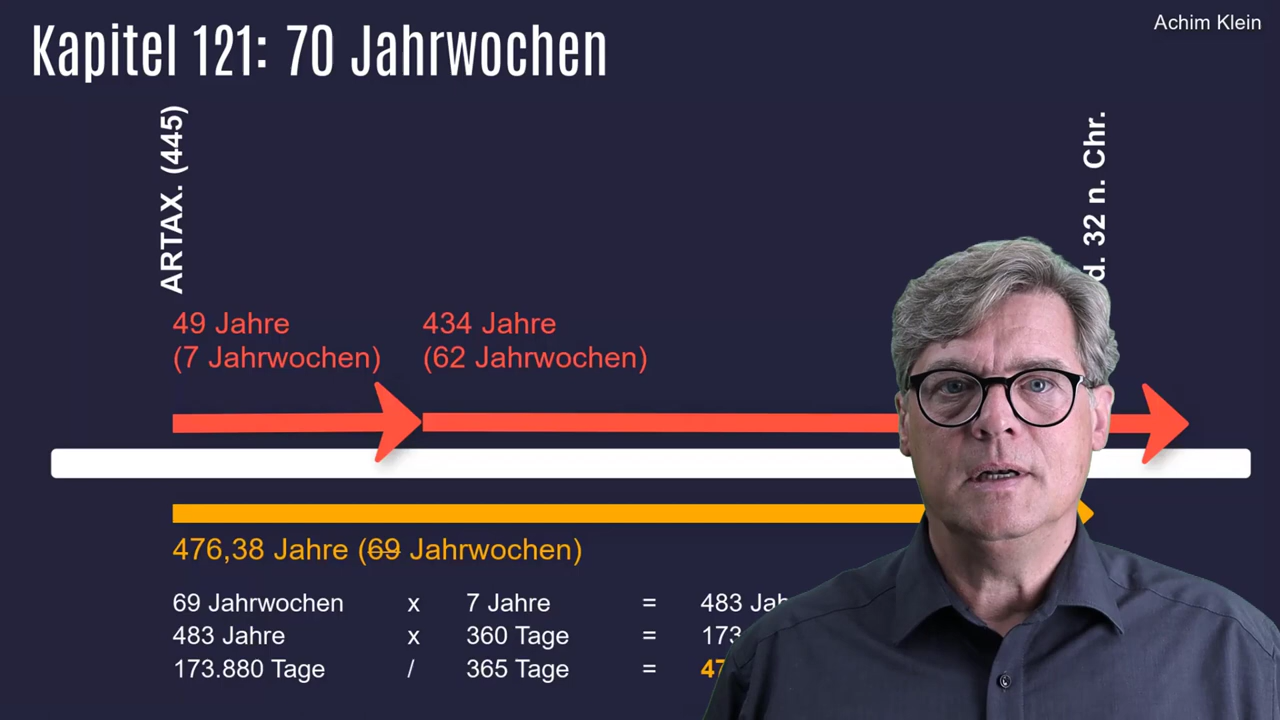 Achim Klein
Kapitel 121: 70 Jahrwochen
ARTAX. (445)
32 n. Chr.
49 Jahre
(7 Jahrwochen)
434 Jahre
(62 Jahrwochen)
476,38 Jahre (69 Jahrwochen)
69 Jahrwochen x 7 Jahre = 483
483 Jahre x 360 Tage =
173.880 Tage / 365 Tage =